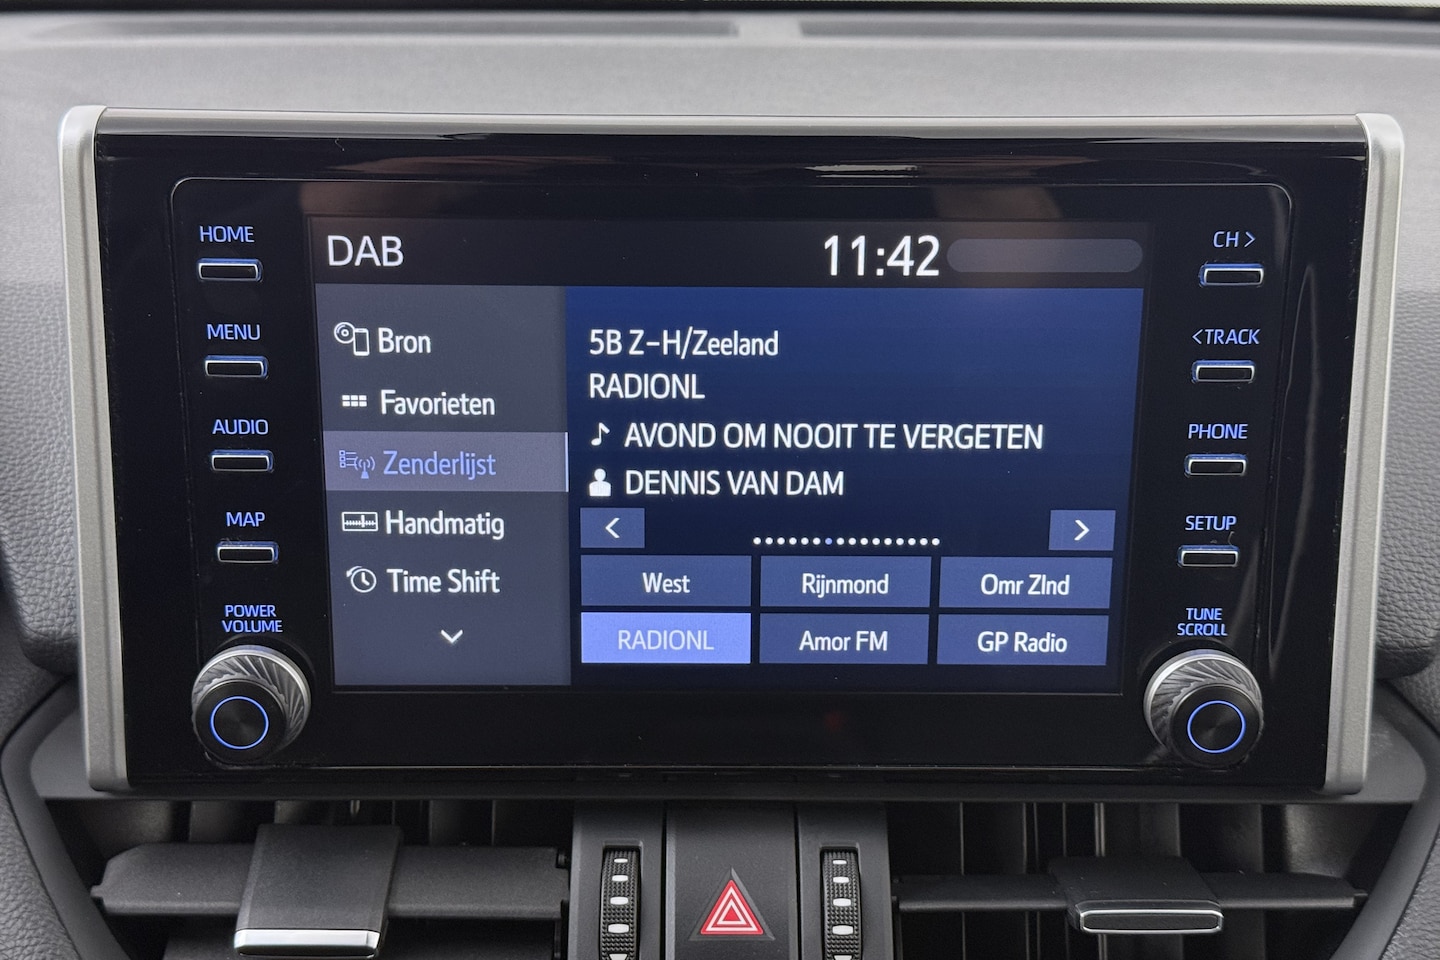 DAB
11:42
HOME
MENU
AUDIO
MAP
POWER
VOLUME
Bron
Favorieten
Zenderlijst
Handmatig
Time Shift
5B Z-H/Zeeland
RADIONL
AVOND OM NOOIT TE VERGETEN
DENNIS VAN DAM
<
>
West
Rijnmond
Omr Zlnd
RADIONL
Amor FM
GP Radio
CH >
<TRACK
PHONE
SETUP
TUNE
SCROLL